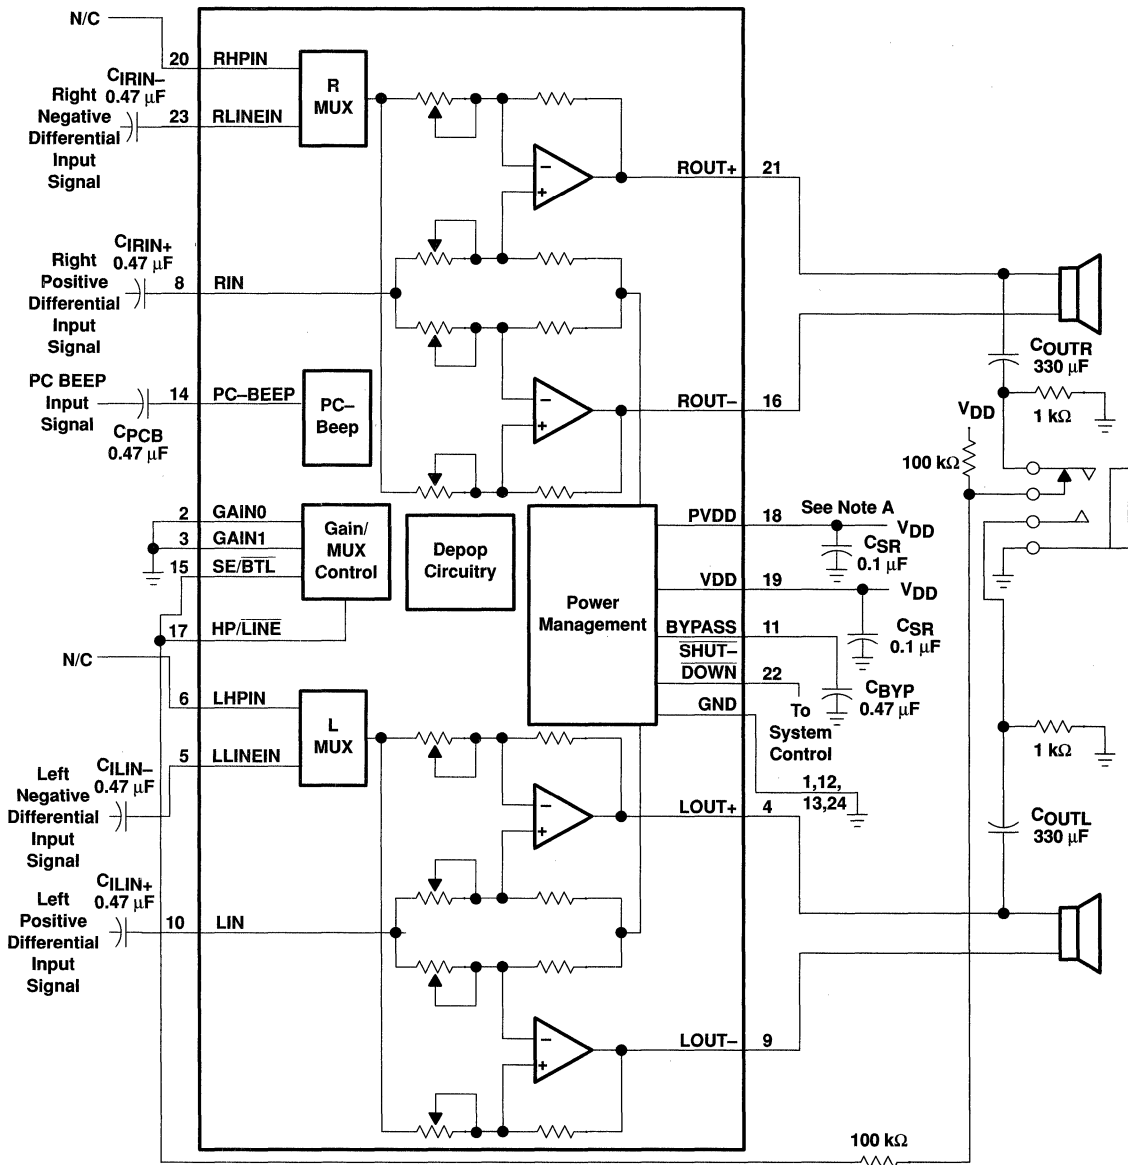 N/C
20 RHPIN
CIRIN–
0.47 µF
Right
Negative
Differential
Input
Signal
23 RLINEIN
R
MUX
–
+
ROUT+ 21
CIRIN+
0.47 µF
Right
Positive
Differential
Input
Signal
8 RIN
COUTR
330 µF
1 kΩ
PC BEEP
Input
Signal
14 PC–BEEP
CPCB
0.47 µF
PC–
Beep
–
+
ROUT– 16
VDD
100 kΩ
2 GAIN0
3 GAIN1
15 SE/BTL
17 HP/LINE
Gain/
MUX
Control
Depop
Circuitry
Power
Management
PVDD 18
See Note A
VDD
CSR
0.1 µF
VDD 19
VDD
CSR
0.1 µF
BYPASS 11
SHUT–
DOWN 22
CBYP
0.47 µF
GND
To
System
Control
1,12,
13,24
N/C
6 LHPIN
L
MUX
5 LLINEIN
CILIN–
0.47 µF
Left
Negative
Differential
Input
Signal
–
+
LOUT+ 4
1 kΩ
COUTL
330 µF
CILIN+
0.47 µF
Left
Positive
Differential
Input
Signal
10 LIN
–
+
LOUT– 9
100 kΩ